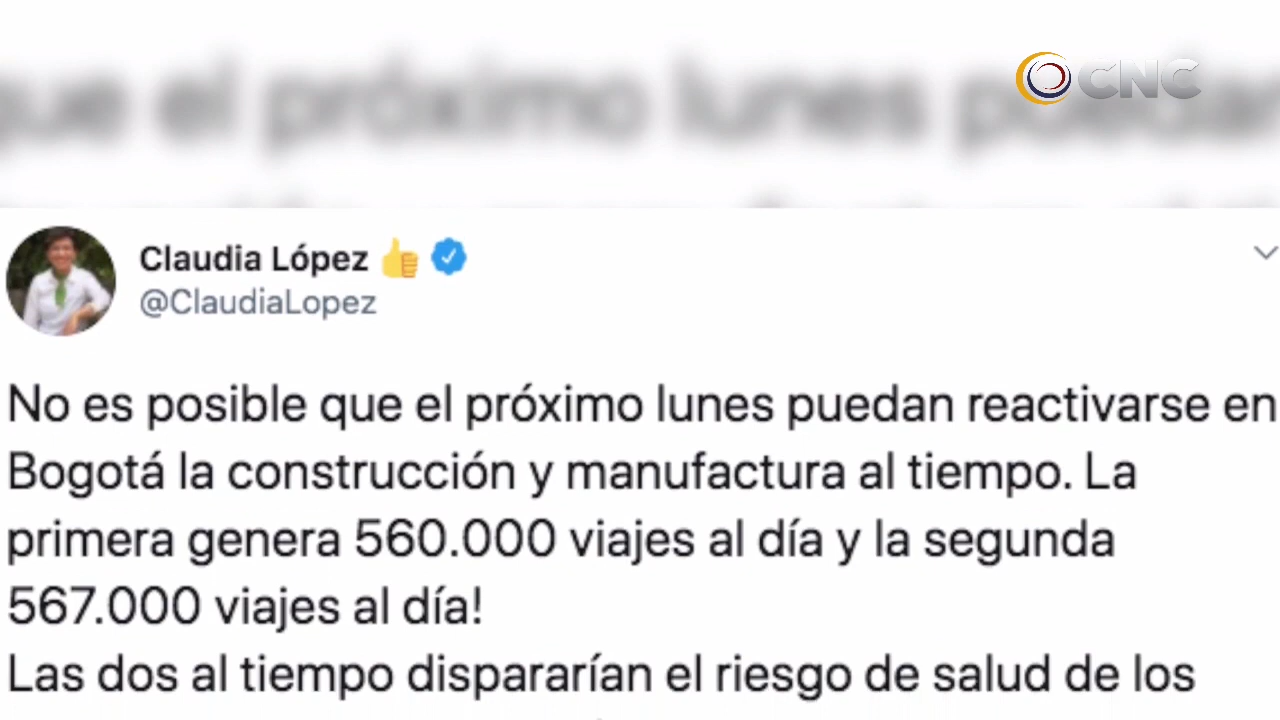 que el próximo lunes puedan
CNC
Claudia López
@ClaudiaLopez
No es posible que el próximo lunes puedan reactivarse en
Bogotá la construcción y manufactura al tiempo. La
primera genera 560.000 viajes al día y la segunda
567.000 viajes al día!
Las dos al tiempo dispararían el riesgo de salud de los